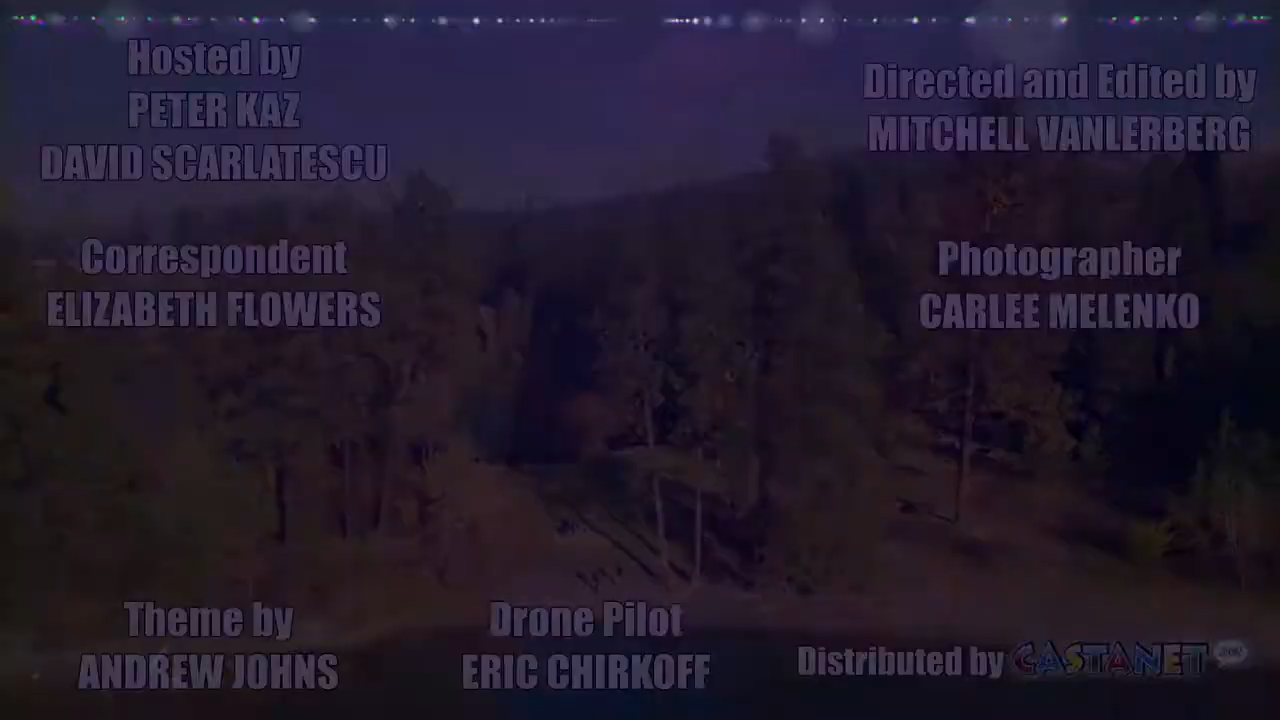 Hosted by
PETER KAZ
DAVID SCARLATESCU
Directed and Edited by
MITCHELL VANLERBERG
Correspondent
ELIZABETH FLOWERS
Photographer
CARLEE MELENKO
Theme by
ANDREW JOHNS
Drone Pilot
ERIC CHIRKOFF
Distributed by CASTANET